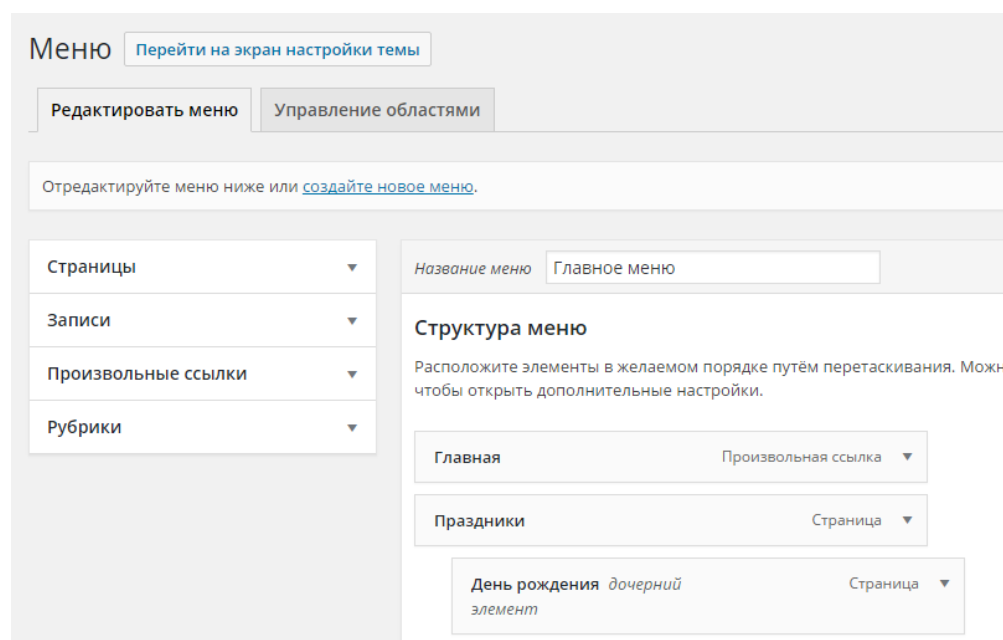 Меню Перейти на экран настройки темы
Редактировать меню Управление областями
Отредактируйте меню ниже или создайте новое меню.
Страницы
Записи
Произвольные ссылки
Рубрики
Название меню Главное меню
Структура меню
Расположите элементы в желаемом порядке путём перетаскивания. Можн
чтобы открыть дополнительные настройки.
Главная Произвольная ссылка
Праздники Страница
День рождения дочерний Страница
элемент